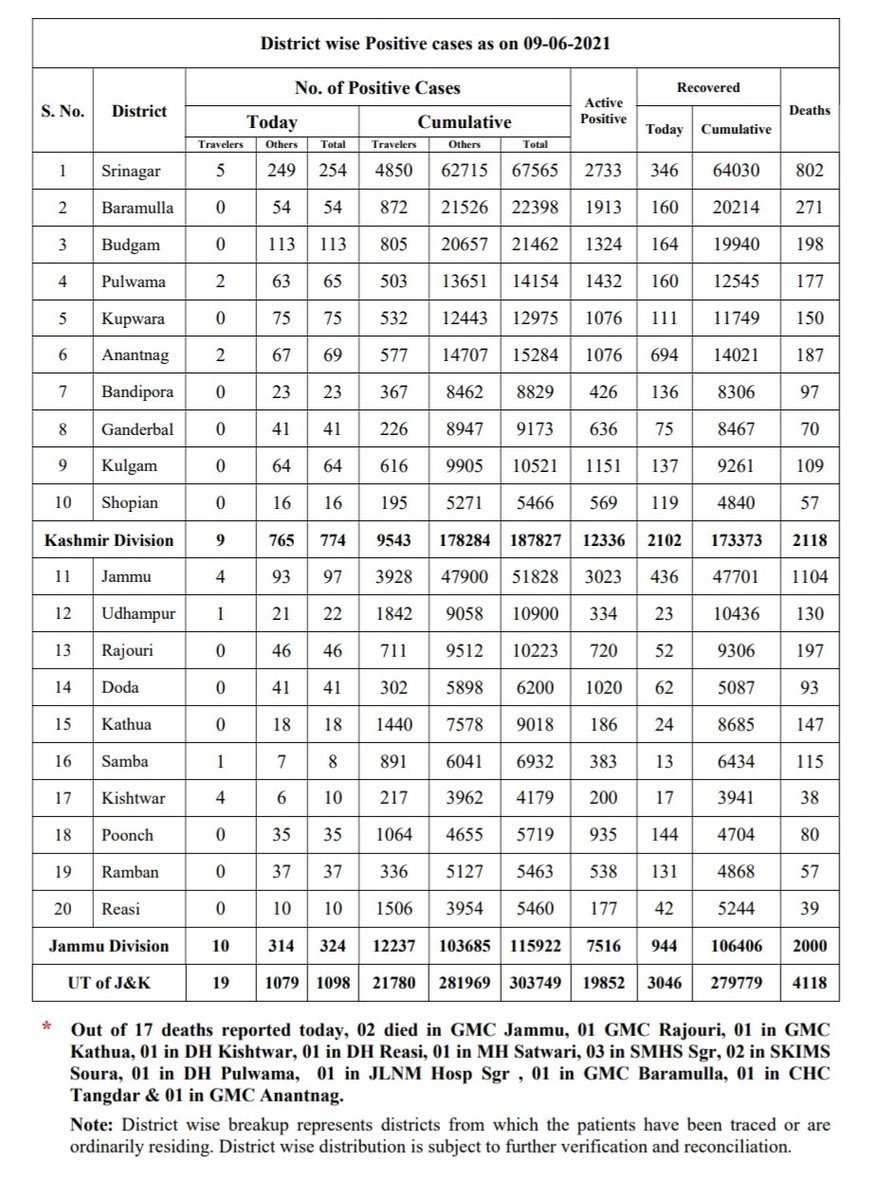 District wise Positive cases as on 09-06-2021
S. No. District No. of Positive Cases Active Positive Recovered Deaths
Today Cumulative Today Cumulative
Travelers Others Total Travelers Others Total
1 Srinagar 5 249 254 4850 62715 67565 2733 346 64030 802
2 Baramulla 0 54 54 872 21526 22398 1913 160 20214 271
3 Budgam 0 113 113 805 20657 21462 1324 164 19940 198
4 Pulwama 2 63 65 503 13651 14154 1432 160 12545 177
5 Kupwara 0 75 75 532 12443 12975 1076 111 11749 150
6 Anantnag 2 67 69 577 14707 15284 1076 694 14021 187
7 Bandipora 0 23 23 367 8462 8829 426 136 8306 97
8 Ganderbal 0 41 41 226 8947 9173 636 75 8467 70
9 Kulgam 0 64 64 616 9905 10521 1151 137 9261 109
10 Shopian 0 16 16 195 5271 5466 569 119 4840 57
Kashmir Division 9 765 774 9543 178284 187827 12336 2102 173373 2118
11 Jammu 4 93 97 3928 47900 51828 3023 436 47701 1104
12 Udhampur 1 21 22 1842 9058 10900 334 23 10436 130
13 Rajouri 0 46 46 711 9512 10223 720 52 9306 197
14 Doda 0 41 41 302 5898 6200 1020 62 5087 93
15 Kathua 0 18 18 1440 7578 9018 186 24 8685 147
16 Samba 1 7 8 891 6041 6932 383 13 6434 115
17 Kishtwar 4 6 10 217 3962 4179 200 17 3941 38
18 Poonch 0 35 35 1064 4655 5719 935 144 4704 80
19 Ramban 0 37 37 336 5127 5463 538 131 4868 57
20 Reasi 0 10 10 1506 3954 5460 177 42 5244 39
Jammu Division 10 314 324 12237 103685 115922 7516 944 106406 2000
UT of J&K 19 1079 1098 21780 281969 303749 19852 3046 279779 4118
* Out of 17 deaths reported today, 02 died in GMC Jammu, 01 GMC Rajouri, 01 in GMC
Kathua, 01 in DH Kishtwar, 01 in DH Reasi, 01 in MH Satwari, 03 in SMHS Sgr, 02 in SKIMS
Soura, 01 in DH Pulwama, 01 in JLNM Hosp Sgr , 01 in GMC Baramulla, 01 in CHC
Tangdar & 01 in GMC Anantnag.
Note: District wise breakup represents districts from which the patients have been traced or are
ordinarily residing. District wise distribution is subject to further verification and reconciliation.